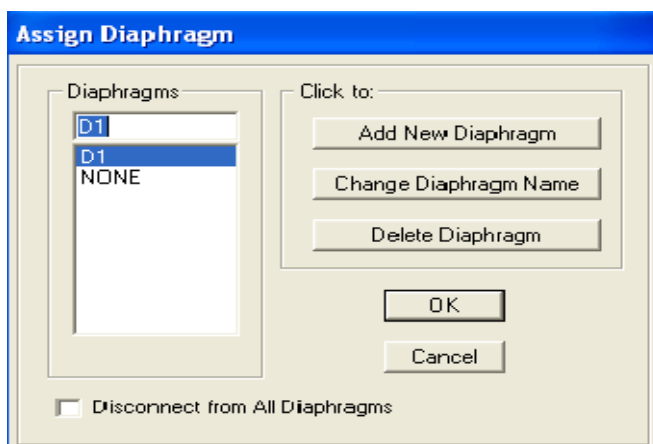 Assign Diaphragm
Diaphragms
D1
D1
NONE
Click to:
Add New Diaphragm
Change Diaphragm Name
Delete Diaphragm
OK
Cancel
Disconnect from All Diaphragms